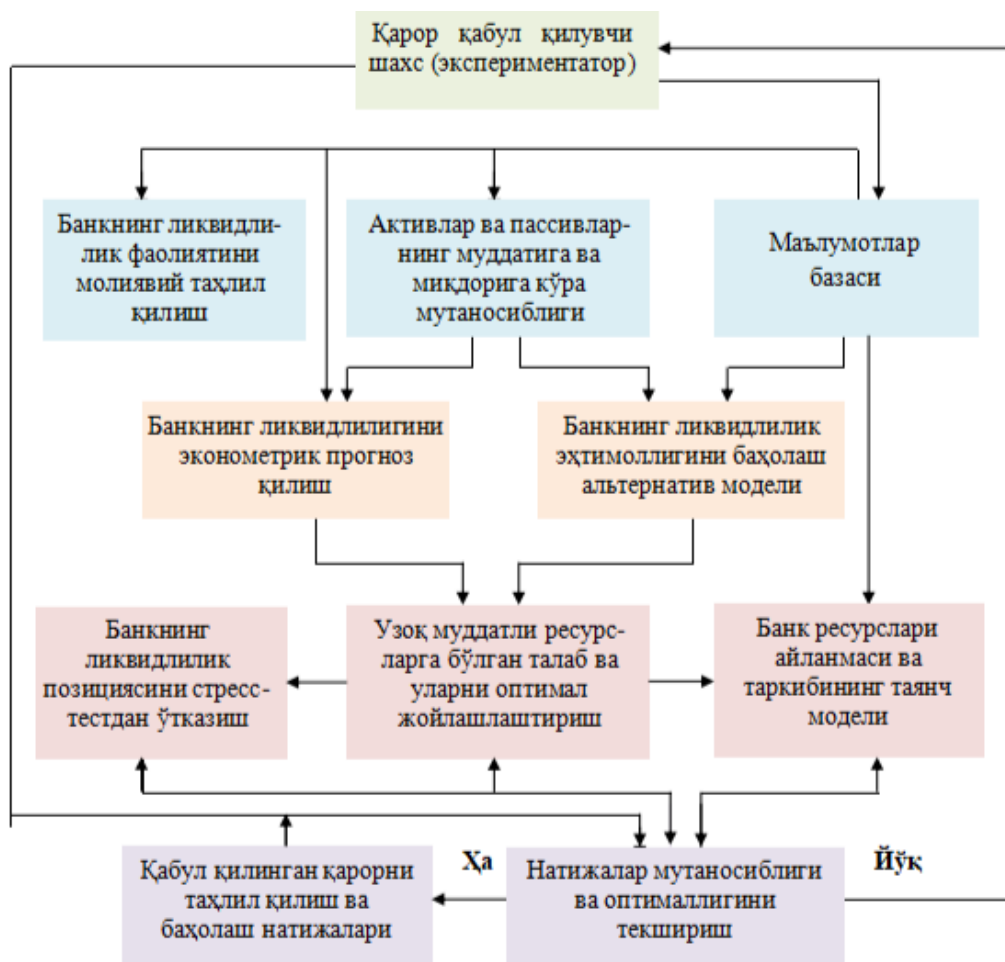 Қарор қабул қилувчи
шахс (экспериментатор)
Банкнинг ликвидли-
лик фаолиятини
молиявий таҳлил
қилиш
Активлар ва пассивлар-
нинг муддатига ва
миқдорига кўра
мутаносиблиги
Маълумотлар
базаси
Банкнинг ликвидлилигини
эконометрик прогноз
қилиш
Банкнинг ликвидлилик
эҳтимоллигини баҳолаш
альтернатив модели
Банкнинг
ликвидлилик
позициясини стресс-
тестдан ўтказиш
Узоқ муддатли ресурс-
ларга бўлган талаб ва
уларни оптимал
жойлашлаштириш
Банк ресурслари
айланмаси ва
таркибининг таянч
модели
Қабул қилинган қарорни
таҳлил қилиш ва
баҳолаш натижалари
Ҳа
Натижалар мутаносиблиги
ва оптималлигини
текшириш
Йўқ